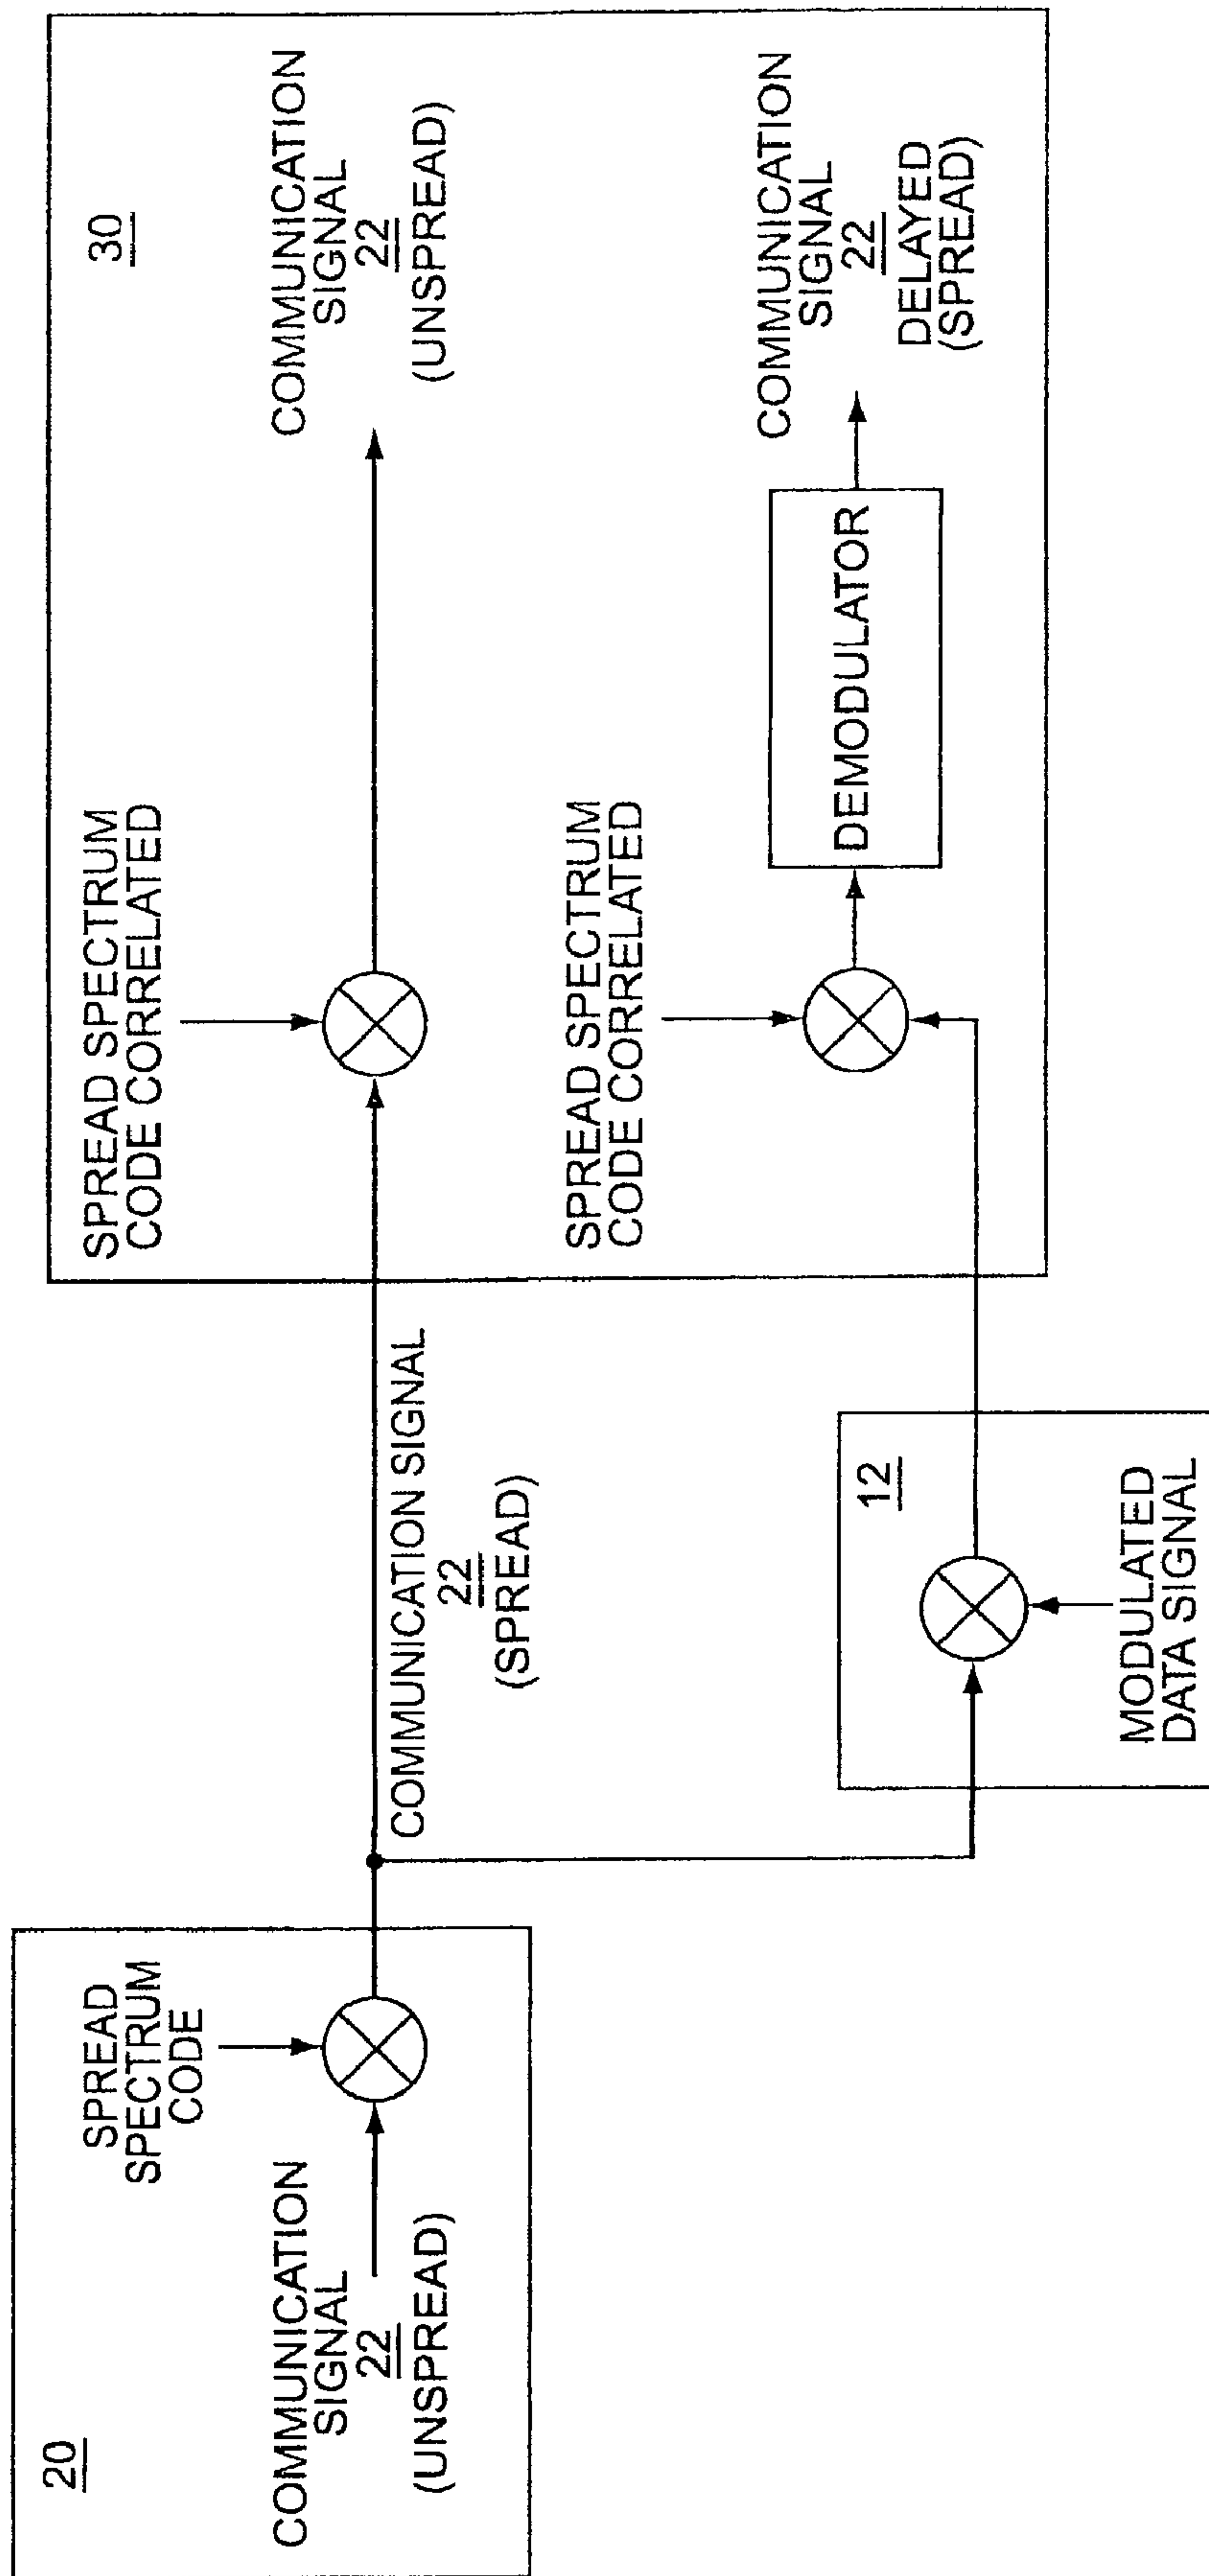 20
SPREAD
SPECTRUM
CODE
COMMUNICATION
SIGNAL
22
(UNSPREAD)
COMMUNICATION SIGNAL
22
(SPREAD)
12
MODULATED
DATA SIGNAL
30
SPREAD SPECTRUM
CODE CORRELATED
COMMUNICATION
SIGNAL
22
(UNSPREAD)
SPREAD SPECTRUM
CODE CORRELATED
DEMODULATOR
COMMUNICATION
SIGNAL
22
DELAYED
(SPREAD)